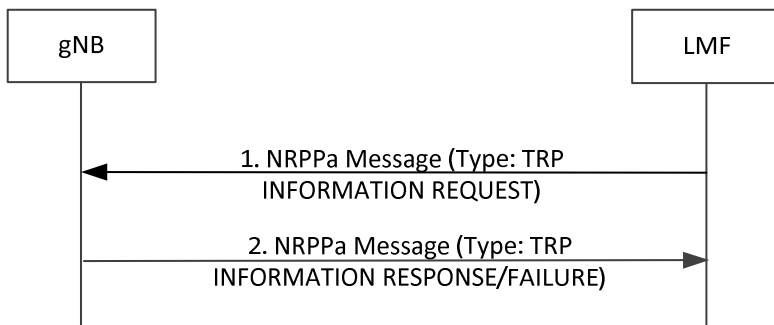 gNB
LMF
1. NRPPa Message (Type: TRP
INFORMATION REQUEST)
2. NRPPa Message (Type: TRP
INFORMATION RESPONSE/FAILURE)